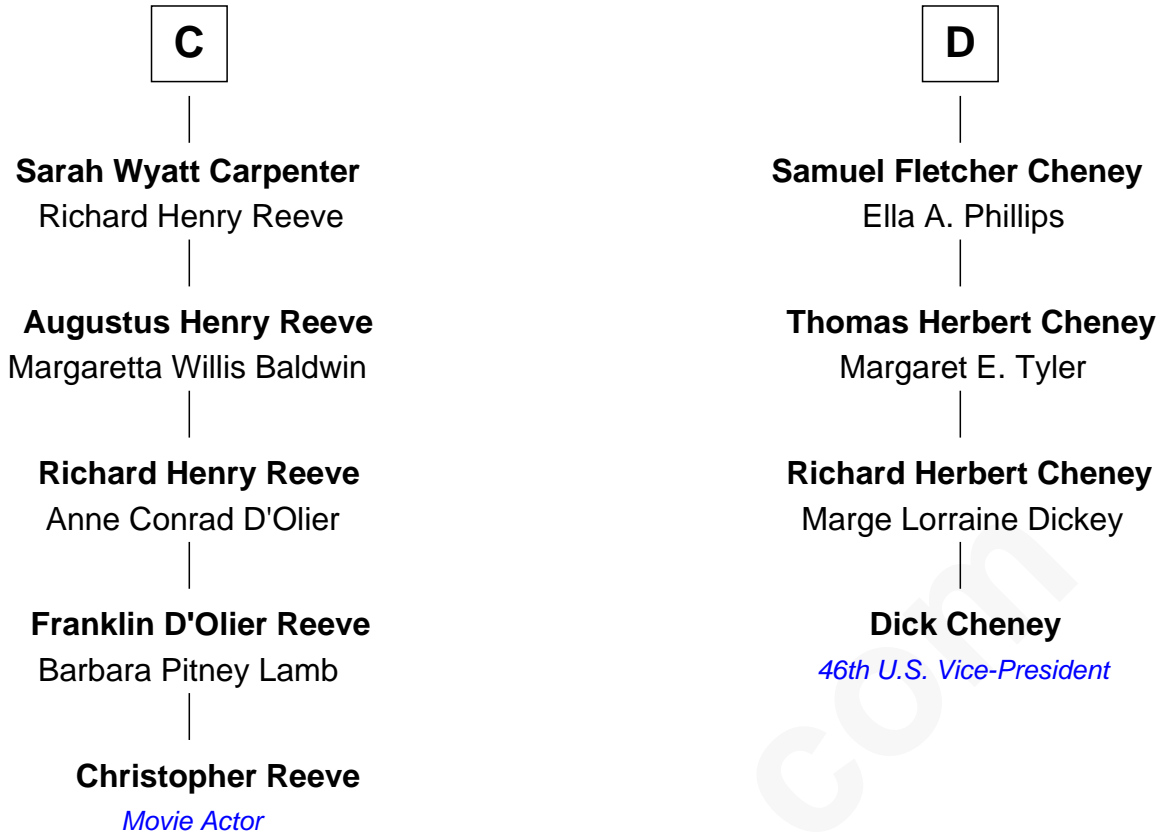 C
Sarah Wyatt Carpenter
Richard Henry Reeve
Augustus Henry Reeve
Margaretta Willis Baldwin
Richard Henry Reeve
Anne Conrad D'Olier
Franklin D'Olier Reeve
Barbara Pitney Lamb
Christopher Reeve
Movie Actor
D
Samuel Fletcher Cheney
Ella A. Phillips
Thomas Herbert Cheney
Margaret E. Tyler
Richard Herbert Cheney
Marge Lorraine Dickey
Dick Cheney
46th U.S. Vice-President
com